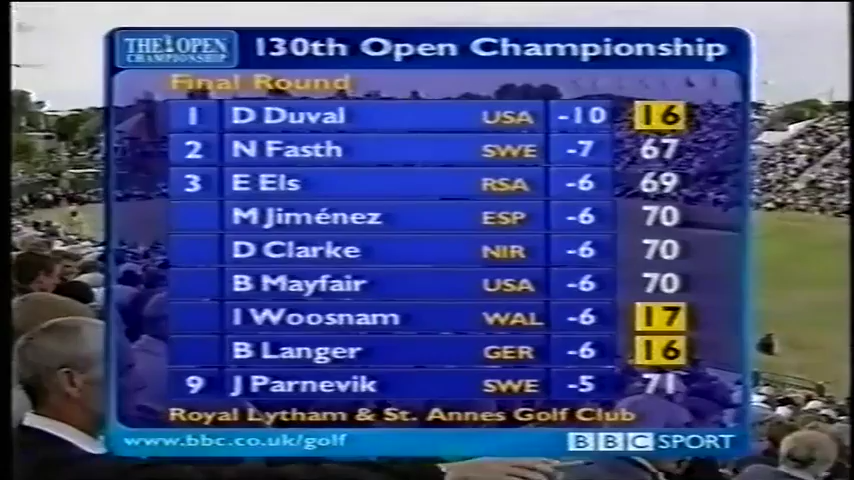 THE OPEN
CHAMPIONSHIP
130th Open Championship
Final Round
1 D Duval USA -10 16
2 N Fasth SWE -7 67
3 E Els RSA -6 69
M Jiménez ESP -6 70
D Clarke NIR -6 70
B Mayfair USA -6 70
I Woosnam WAL -6 17
B Langer GER -6 16
9 J Parnevik SWE -5 71
Royal Lytham & St. Annes Golf Club
www.bbc.co.uk/golf BBC SPORT